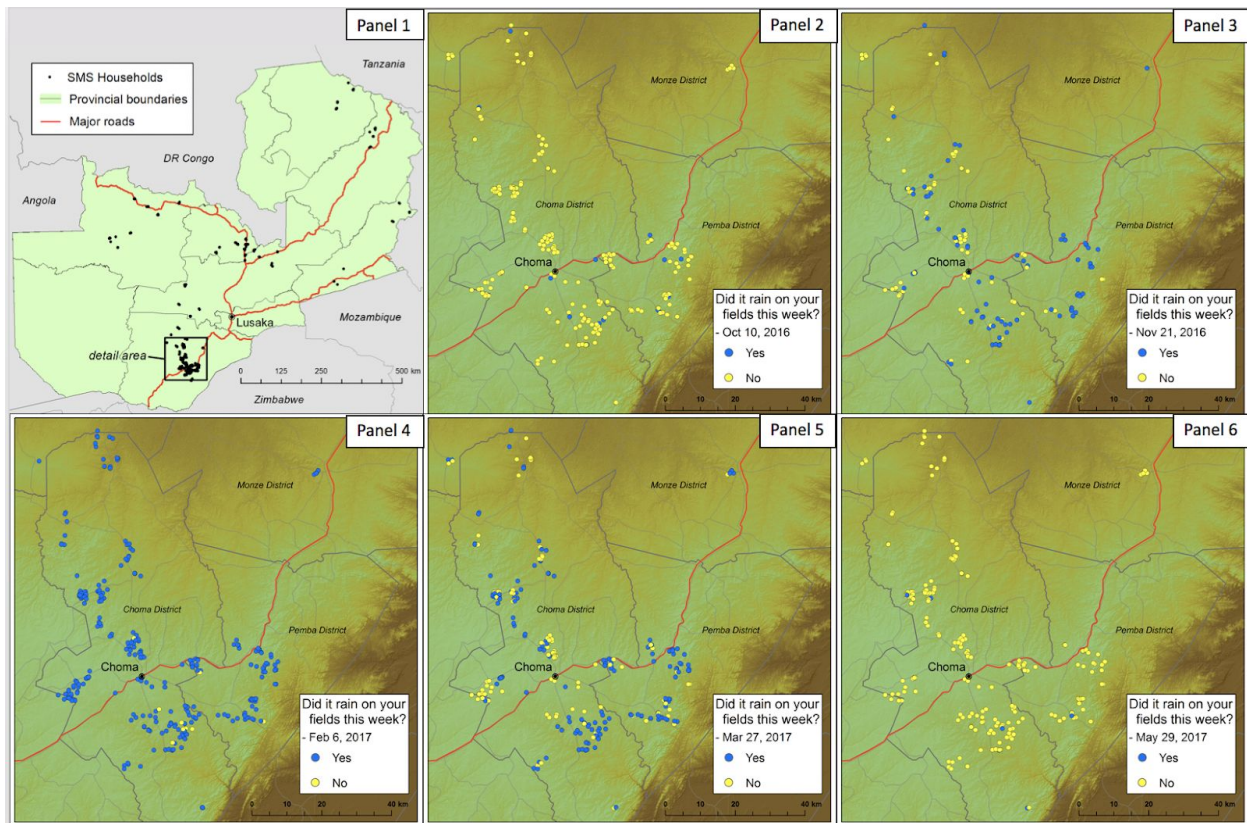 Panel 1
Tanzania
SMS Households
Provincial boundaries
Major roads
DR Congo
Angola
Lusaka
Mozambique
detail area
0 125 250 500 km
Zimbabwe
Panel 2
Monze District
Choma District
Pemba District
Choma
Did it rain on your
fields this week?
- Oct 10, 2016
Yes
No
0 10 20 40 km
Panel 3
Monze District
Choma District
Pemba District
Choma
Did it rain on your
fields this week?
- Nov 21, 2016
Yes
No
0 10 20 40 km
Panel 4
Monze District
Choma District
Pemba District
Choma
Did it rain on your
fields this week?
- Feb 6, 2017
Yes
No
0 10 20 40 km
Panel 5
Monze District
Choma District
Pemba District
Choma
Did it rain on your
fields this week?
- Mar 27, 2017
Yes
No
0 10 20 40 km
Panel 6
Monze District
Choma District
Pemba District
Choma
Did it rain on your
fields this week?
- May 29, 2017
Yes
No
0 10 20 40 km